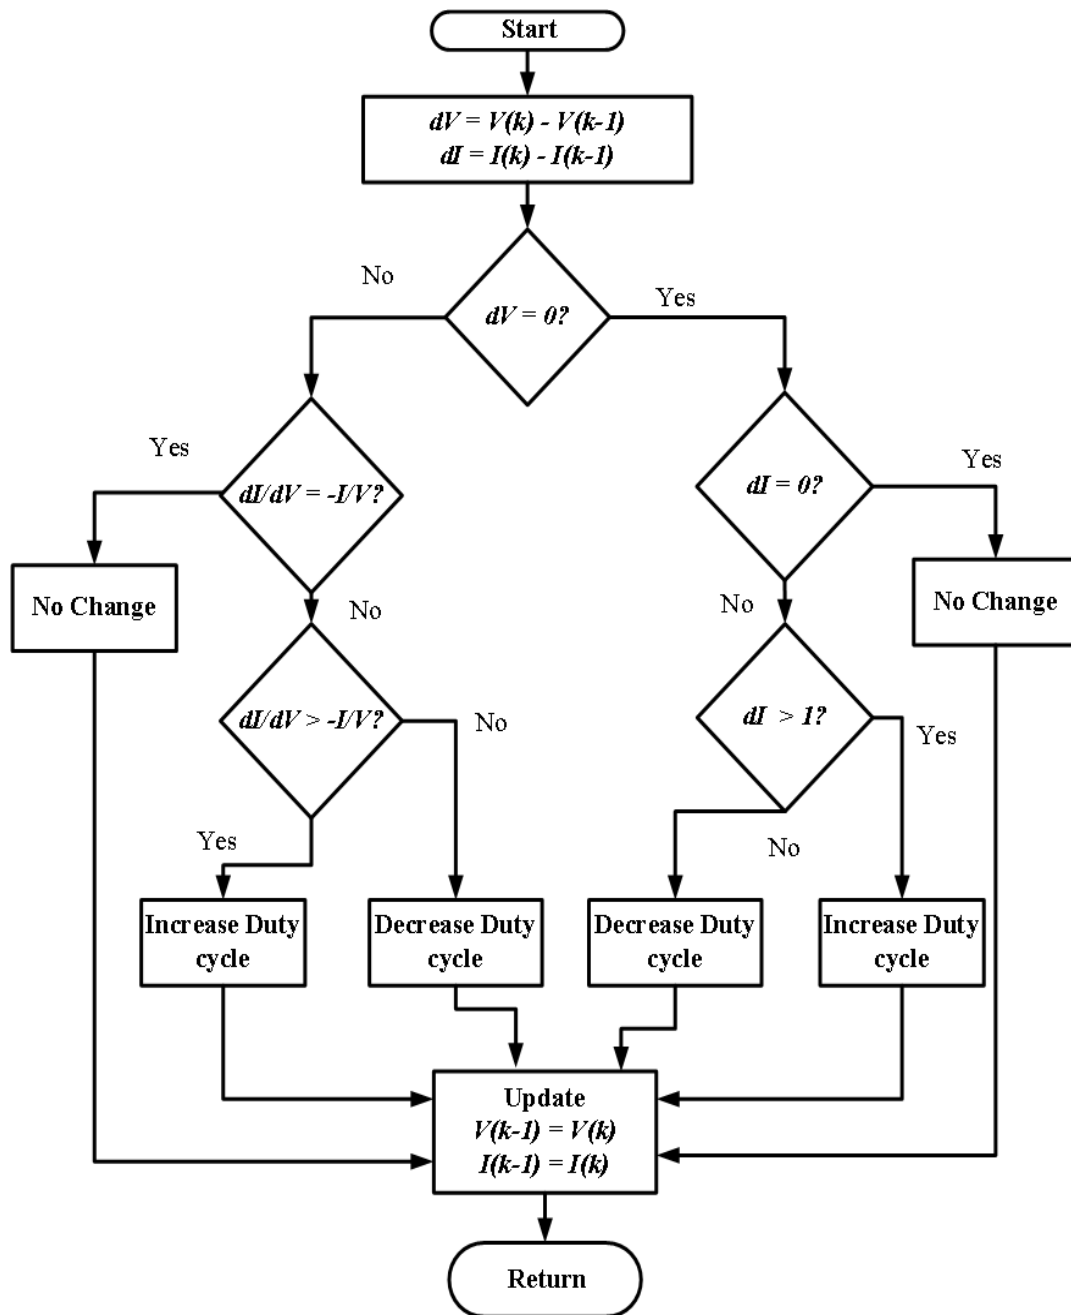 Start
dV = V(k) - V(k-1)
dI = I(k) - I(k-1)
No
Yes
dV = 0?
Yes
Yes
dI/dV = -I/V?
dI = 0?
No Change
No Change
No
No
dI/dV > -I/V?
No
dI > 1?
Yes
Yes
No
Increase Duty
cycle
Decrease Duty
cycle
Decrease Duty
cycle
Increase Duty
cycle
Update
V(k-1) = V(k)
I(k-1) = I(k)
Return